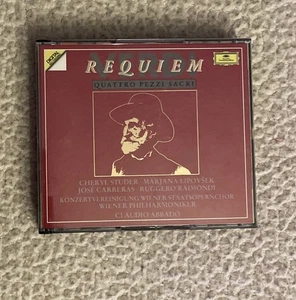 REQUIEM
QUATTRO PEZZI SACRI
CHERYL STUDER · MARJANA LIPOVŠEK
JOSÉ CARRERAS · RUGGERO RAIMONDI
KONZERTVEREINIGUNG WIENER STAATSOPERNCHOR
WIENER PHILHARMONIKER
CLAUDIO ABBADO